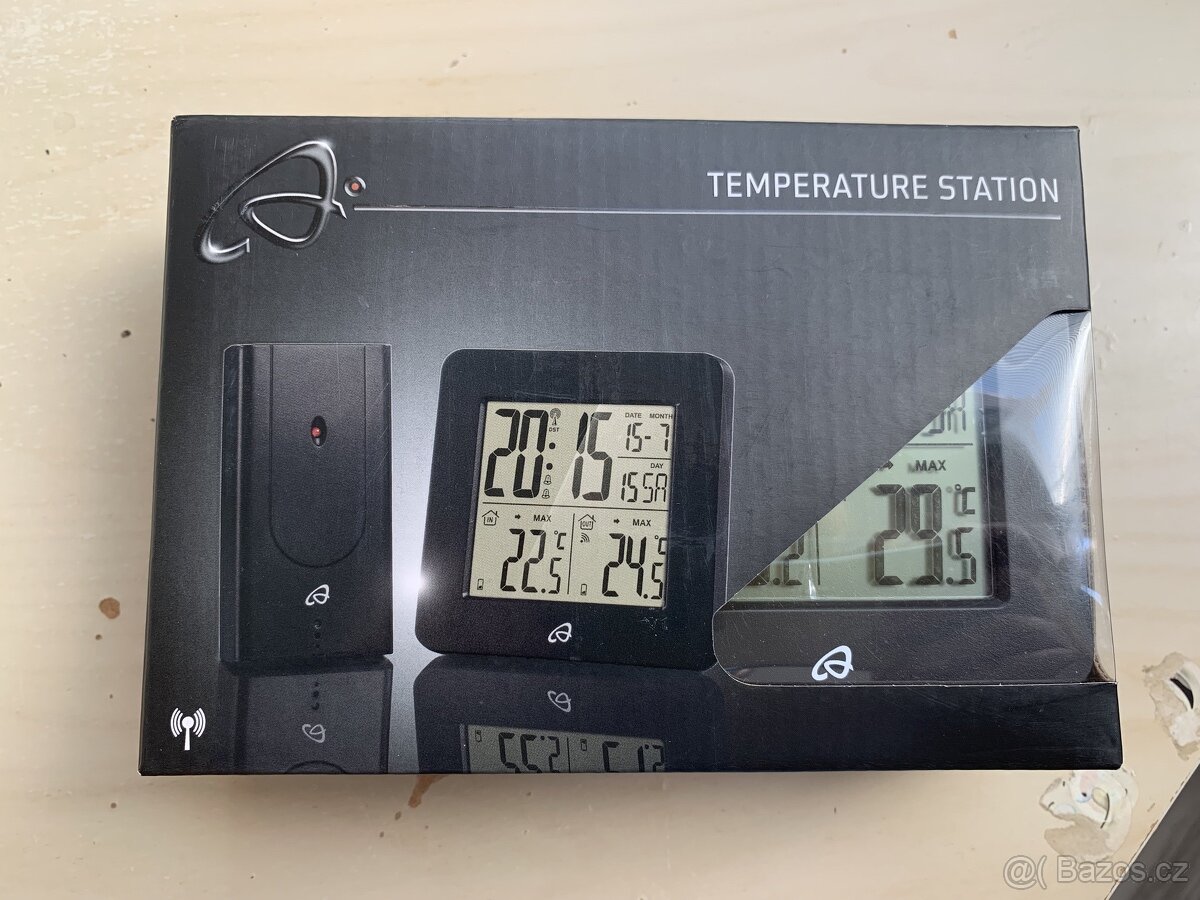 TEMPERATURE STATION
20:15
DST
DATE MONTH
15-7
DAY
15 SA
IN
MAX
22.5 °C
OUT
MAX
24.5 °C
MAX
29.5 °C
.2
@( Bazos.cz